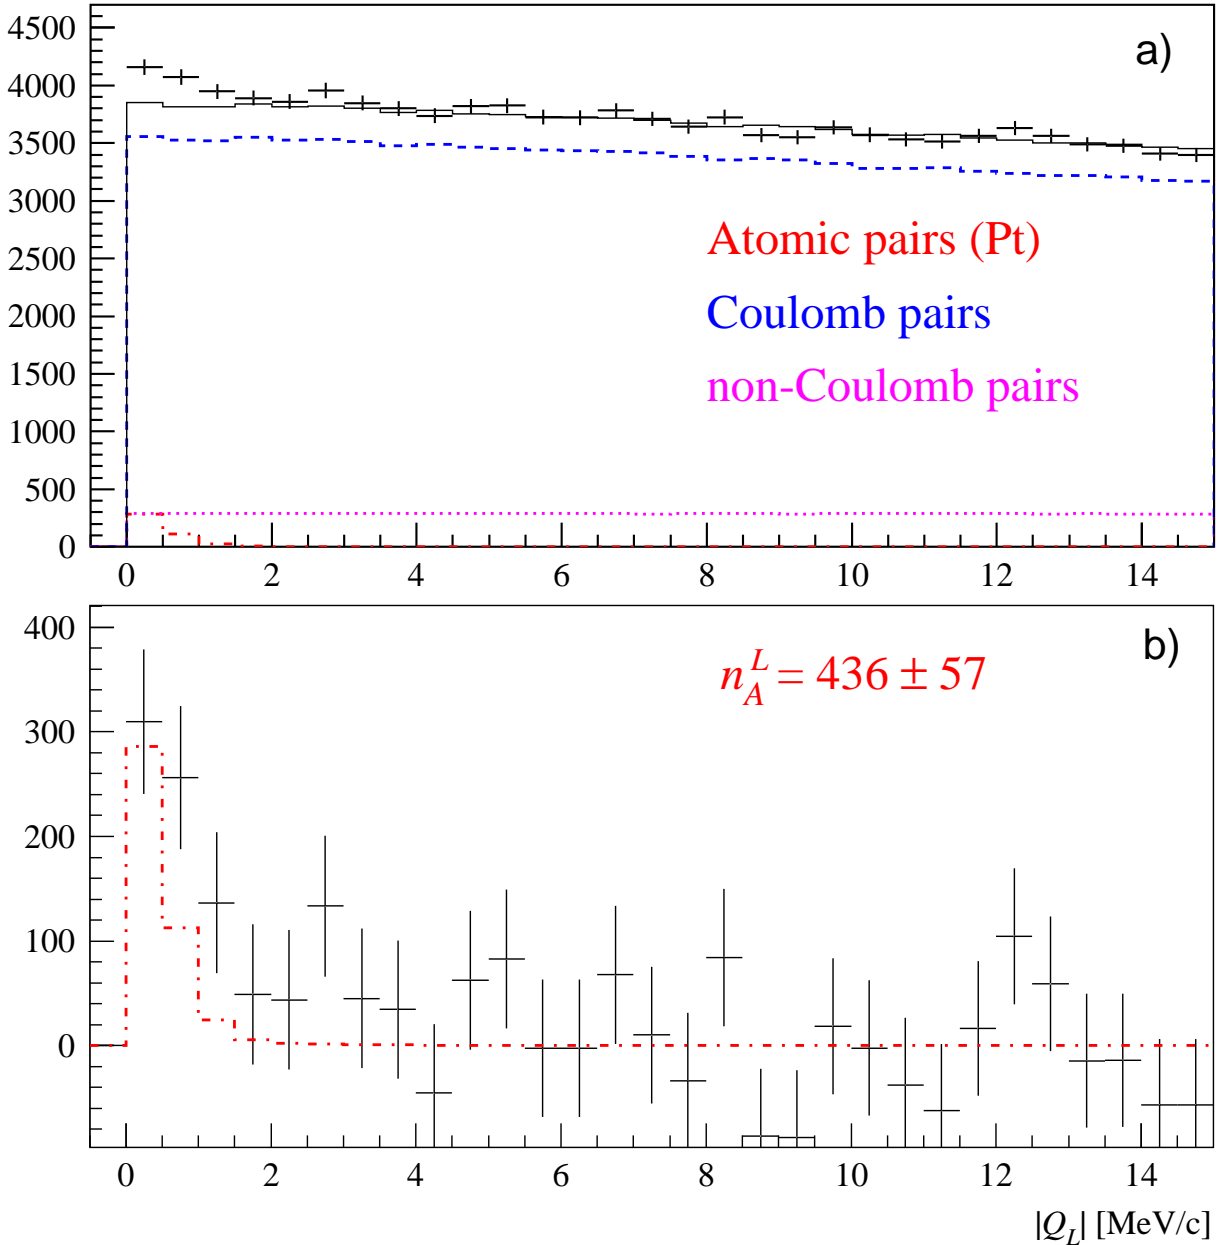 4500
a)
4000
3500
3000
2500
2000
1500
1000
500
0
Atomic pairs (Pt)
Coulomb pairs
non-Coulomb pairs
0 2 4 6 8 10 12 14
400
b)
300
200
100
0
n_A^L = 436 ± 57
0 2 4 6 8 10 12 14
|Q_L| [MeV/c]